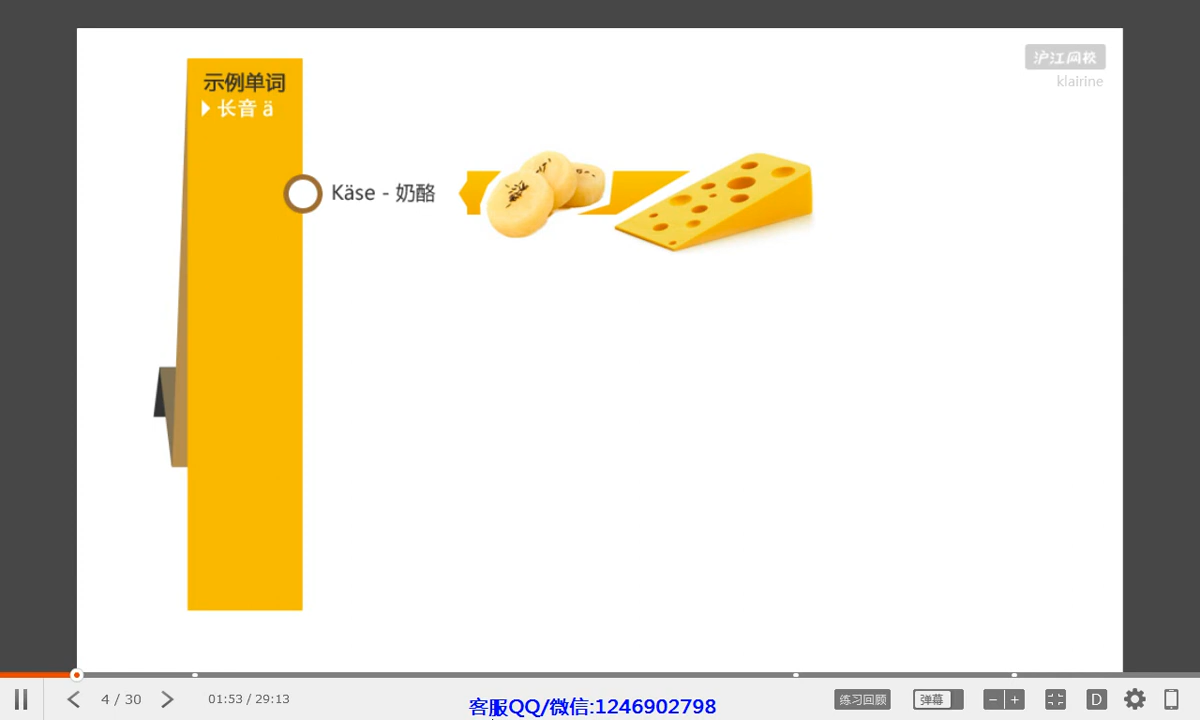 示例单词
长音 ä
Käse - 奶酪
沪江网校
klairine
4 / 30
01:53 / 29:13
客服QQ/微信:1246902798
练习回顾
弹幕
D